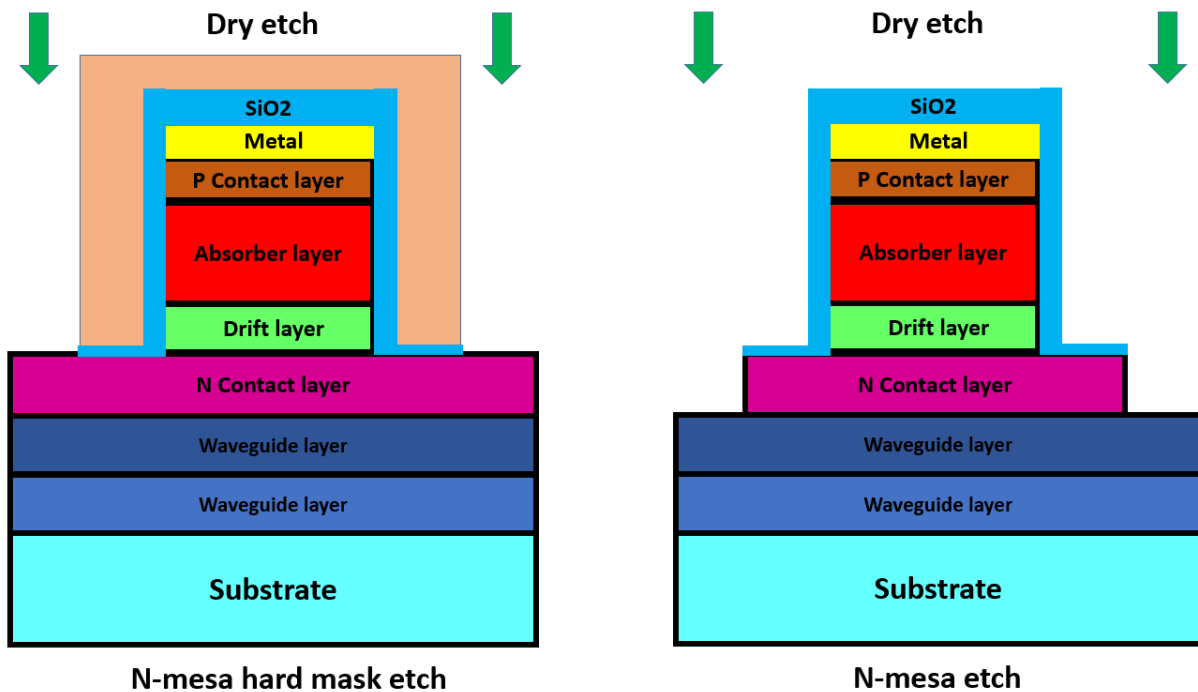 Dry etch
SiO2
Metal
P Contact layer
Absorber layer
Drift layer
N Contact layer
Waveguide layer
Waveguide layer
Substrate
N-mesa hard mask etch
Dry etch
SiO2
Metal
P Contact layer
Absorber layer
Drift layer
N Contact layer
Waveguide layer
Waveguide layer
Substrate
N-mesa etch